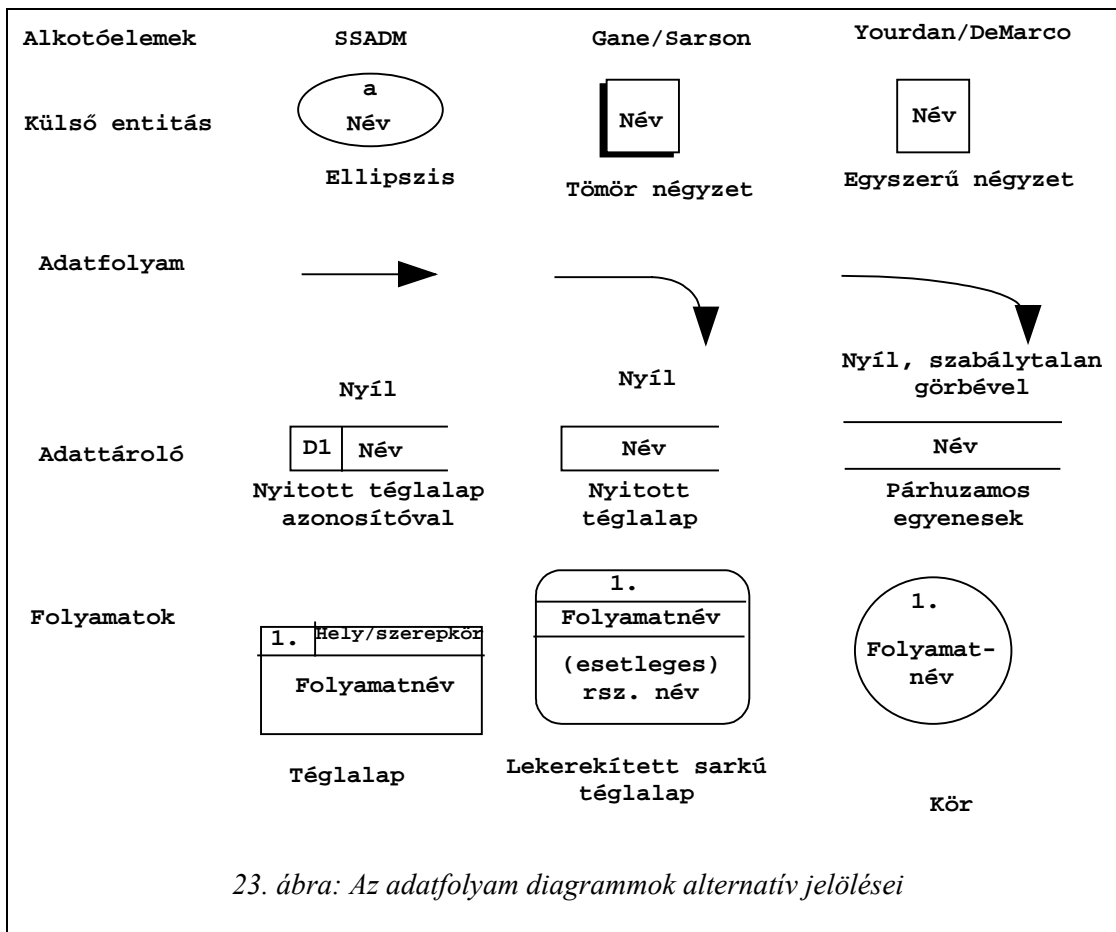 Alkotóelemek SSADM Gane/Sarson Yourdan/DeMarco
Külső entitás
a
Név
Név
Név
Ellipszis
Tömör négyzet
Egyszerű négyzet
Adatfolyam
Nyíl
Nyíl
Nyíl, szabálytalan
görbével
Adattároló
D1 Név
Név
Név
Nyitott téglalap
azonosítóval
Nyitott
téglalap
Párhuzamos
egyenesek
Folyamatok
1. Hely/szerepkör
Folyamatnév
1.
Folyamatnév
(esetleges)
rsz. név
1.
Folyamat-
név
Téglalap
Lekerekített sarkú
téglalap
Kör
23. ábra: Az adatfolyam diagrammok alternatív jelölései